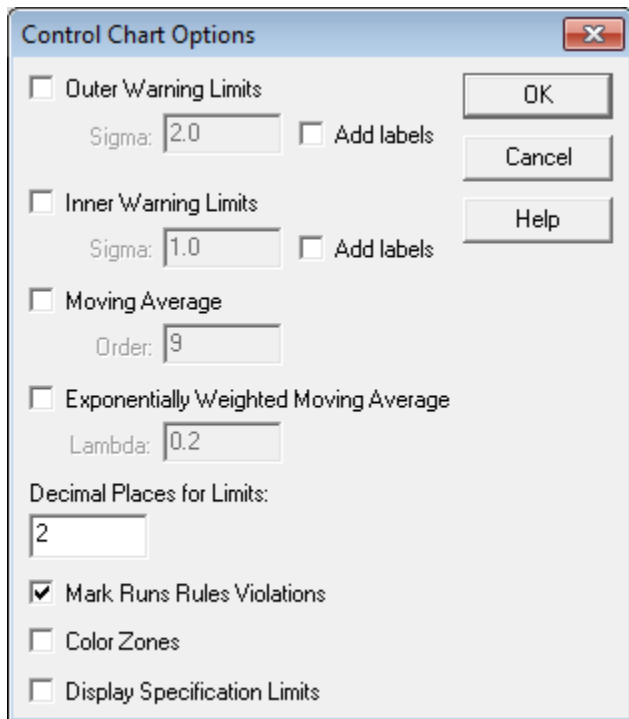 Control Chart Options
Outer Warning Limits
OK
Sigma: 2.0 Add labels
Cancel
Inner Warning Limits
Help
Sigma: 1.0 Add labels
Moving Average
Order: 9
Exponentially Weighted Moving Average
Lambda: 0.2
Decimal Places for Limits:
2
Mark Runs Rules Violations
Color Zones
Display Specification Limits